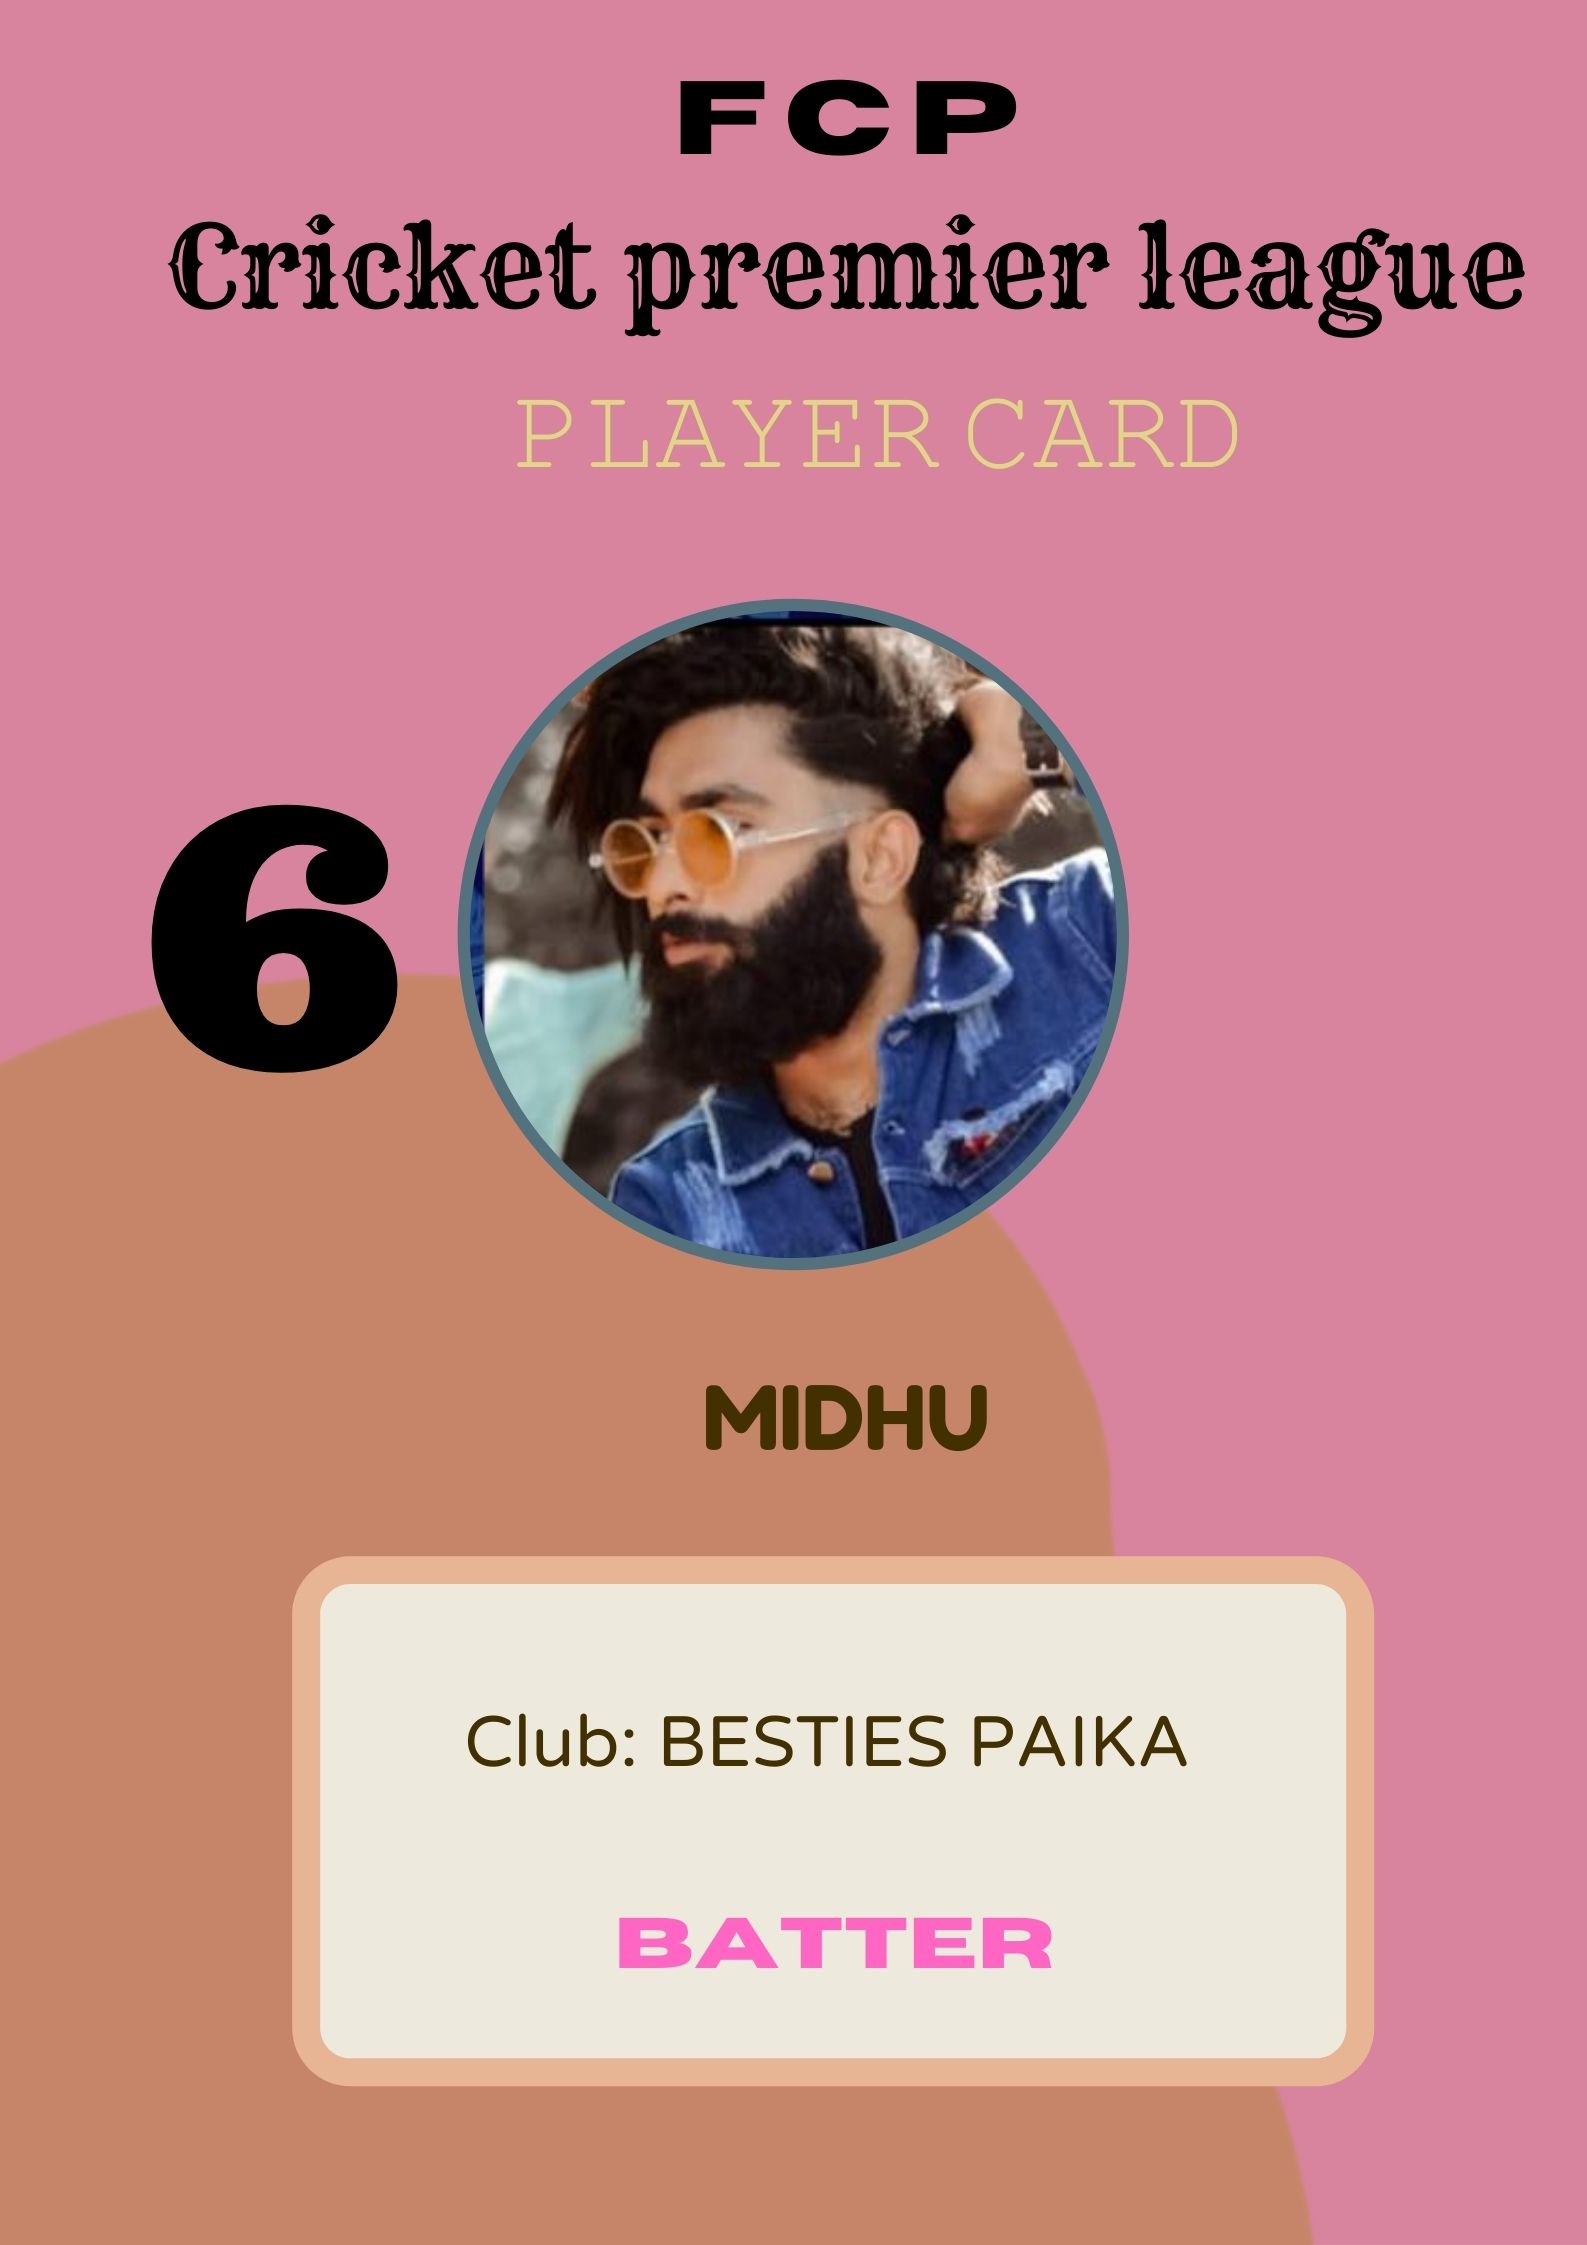 FCP
Cricket premier league
PLAYER CARD
6
MIDHU
Club: BESTIES PAIKA
BATTER